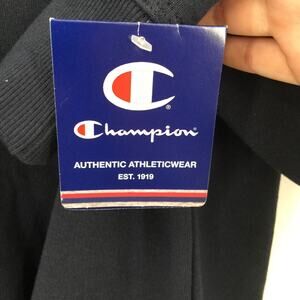 C
®
Champion
AUTHENTIC ATHLETICWEAR
EST. 1919